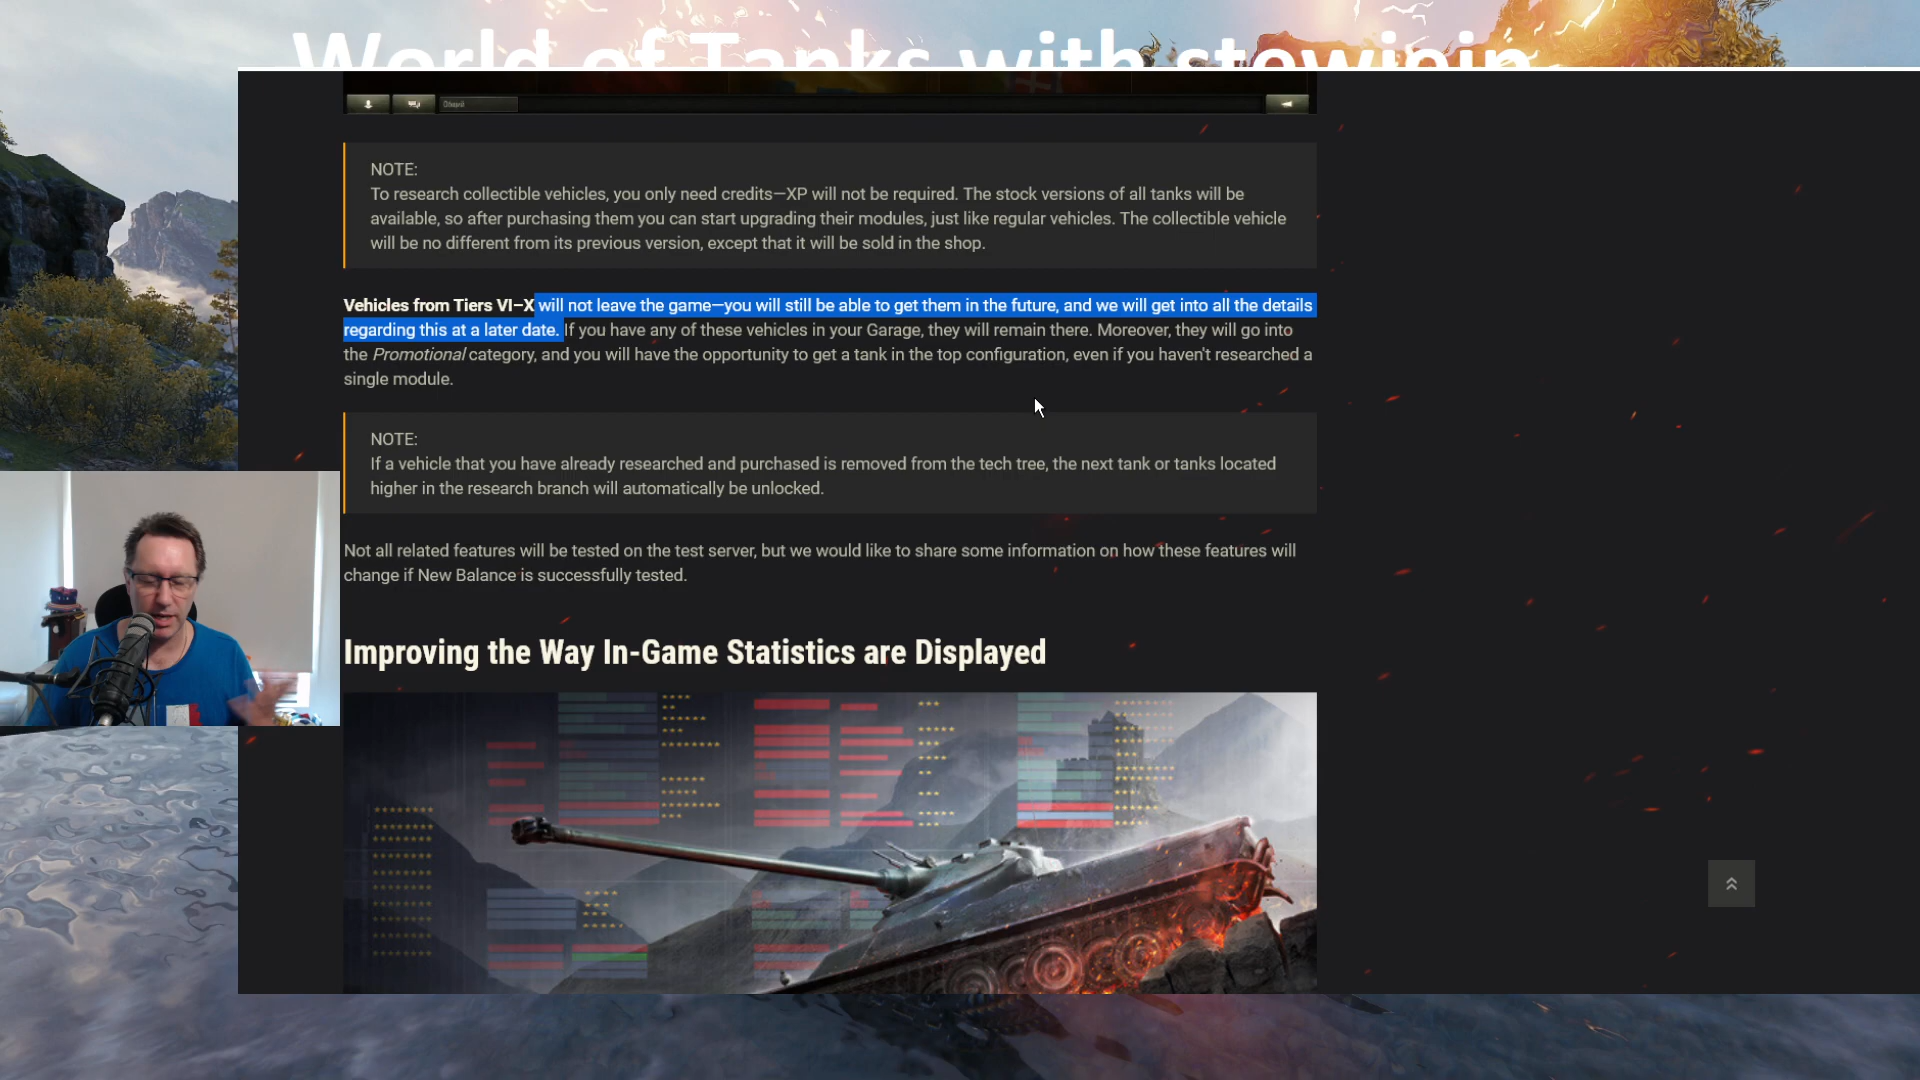 World of Tanks with stewjpin
NOTE:
To research collectible vehicles, you only need credits—XP will not be required. The stock versions of all tanks will be
available, so after purchasing them you can start upgrading their modules, just like regular vehicles. The collectible vehicle
will be no different from its previous version, except that it will be sold in the shop.
Vehicles from Tiers VI–X will not leave the game—you will still be able to get them in the future, and we will get into all the details
regarding this at a later date. If you have any of these vehicles in your Garage, they will remain there. Moreover, they will go into
the Promotional category, and you will have the opportunity to get a tank in the top configuration, even if you haven't researched a
single module.
NOTE:
If a vehicle that you have already researched and purchased is removed from the tech tree, the next tank or tanks located
higher in the research branch will automatically be unlocked.
Not all related features will be tested on the test server, but we would like to share some information on how these features will
change if New Balance is successfully tested.
Improving the Way In-Game Statistics are Displayed